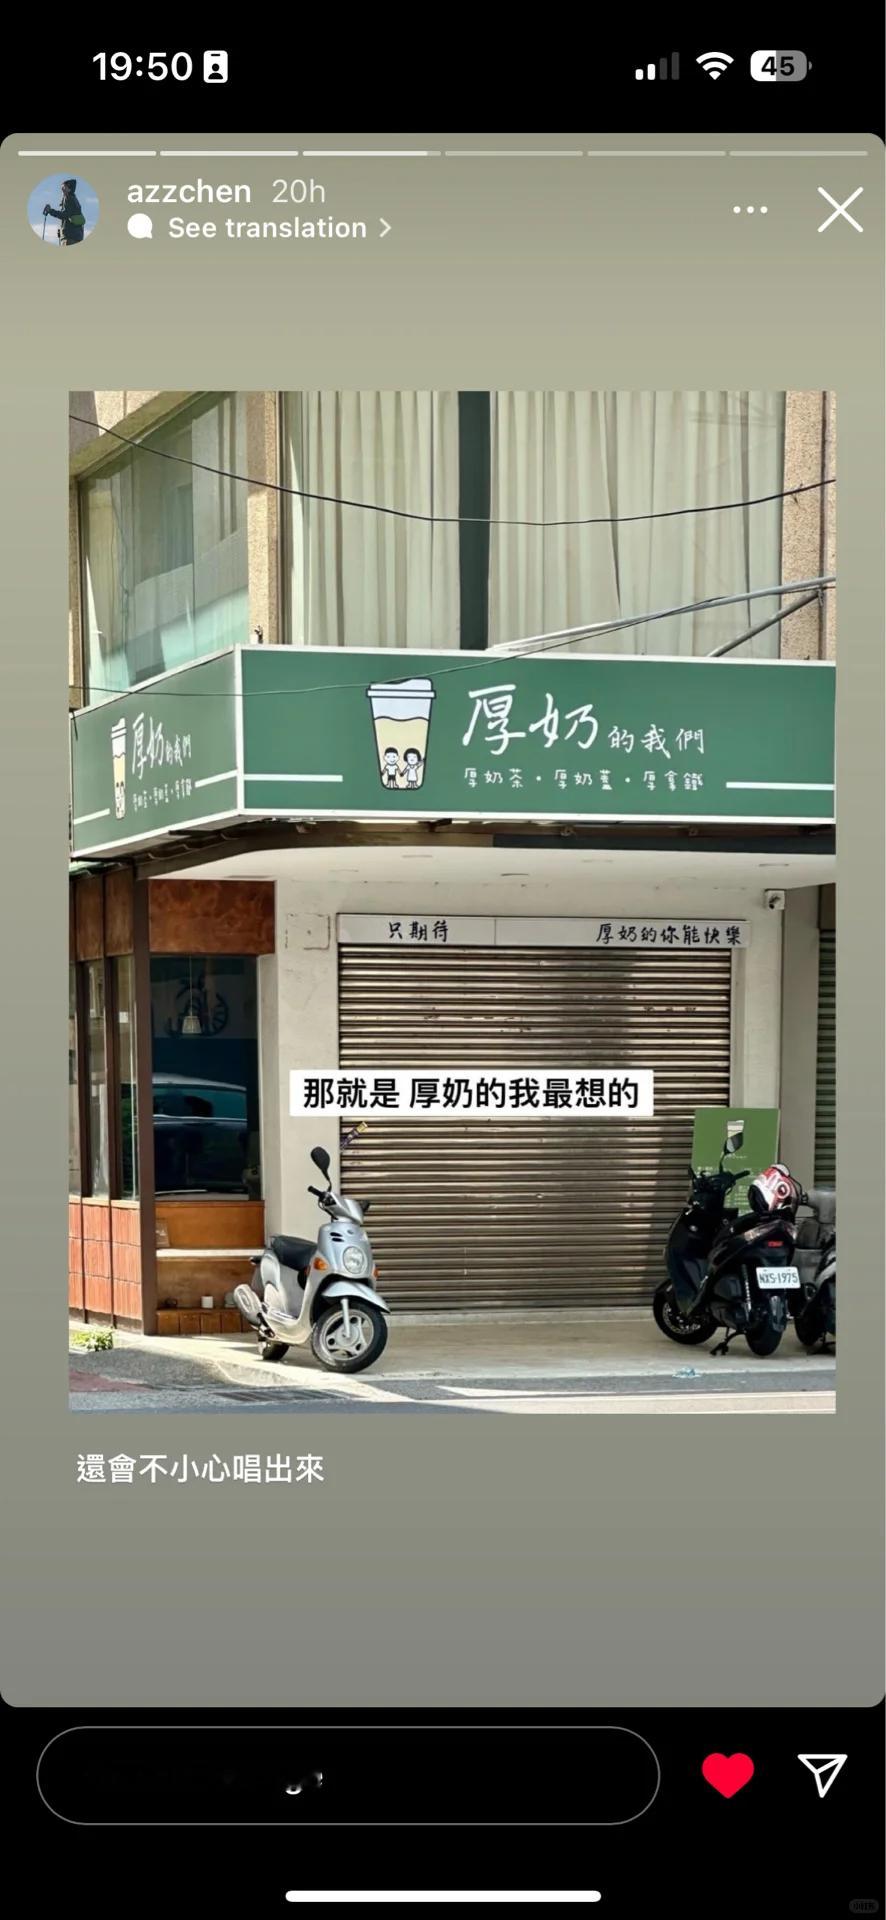 19:50
45
azzchen 20h
See translation >
厚奶的我們
厚奶茶・厚奶蓋・厚拿鐵
厚奶的我們
只期待 厚奶的你能快樂
那就是 厚奶的我最想的
NXS-1975
還會不小心唱出來